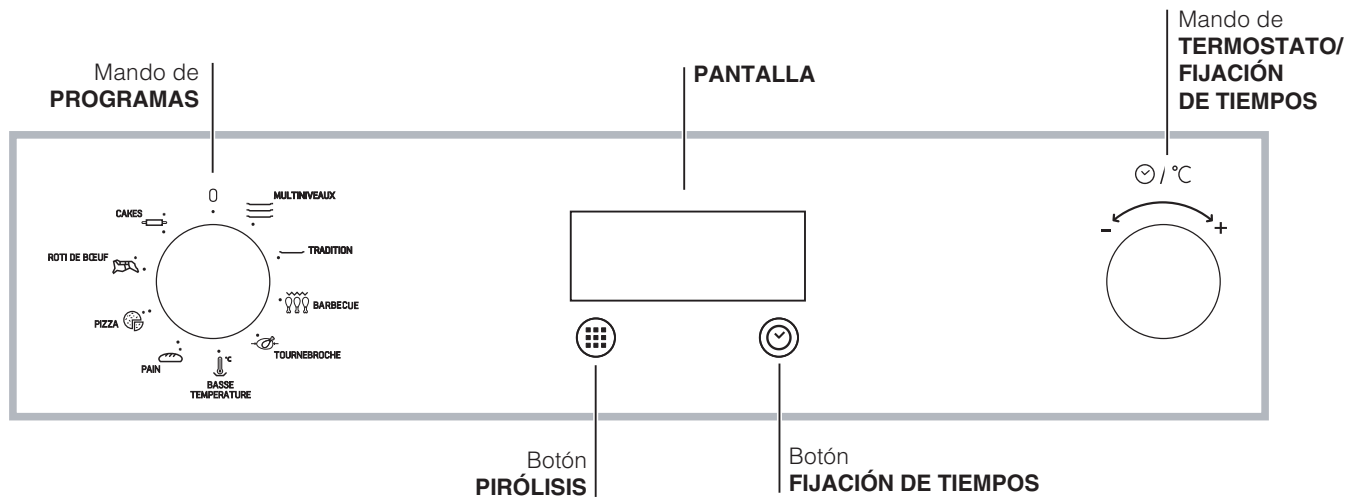 Mando de
PROGRAMAS
PANTALLA
Mando de
TERMOSTATO/
FIJACIÓN
DE TIEMPOS
0
MULTINIVEAUX
CAKES
TRADITION
ROTI DE BŒUF
BARBECUE
PIZZA
TOURNEBROCHE
PAIN
°C
BASSE
TEMPERATURE
/ °C
- +
Botón
PIRÓLISIS
Botón
FIJACIÓN DE TIEMPOS